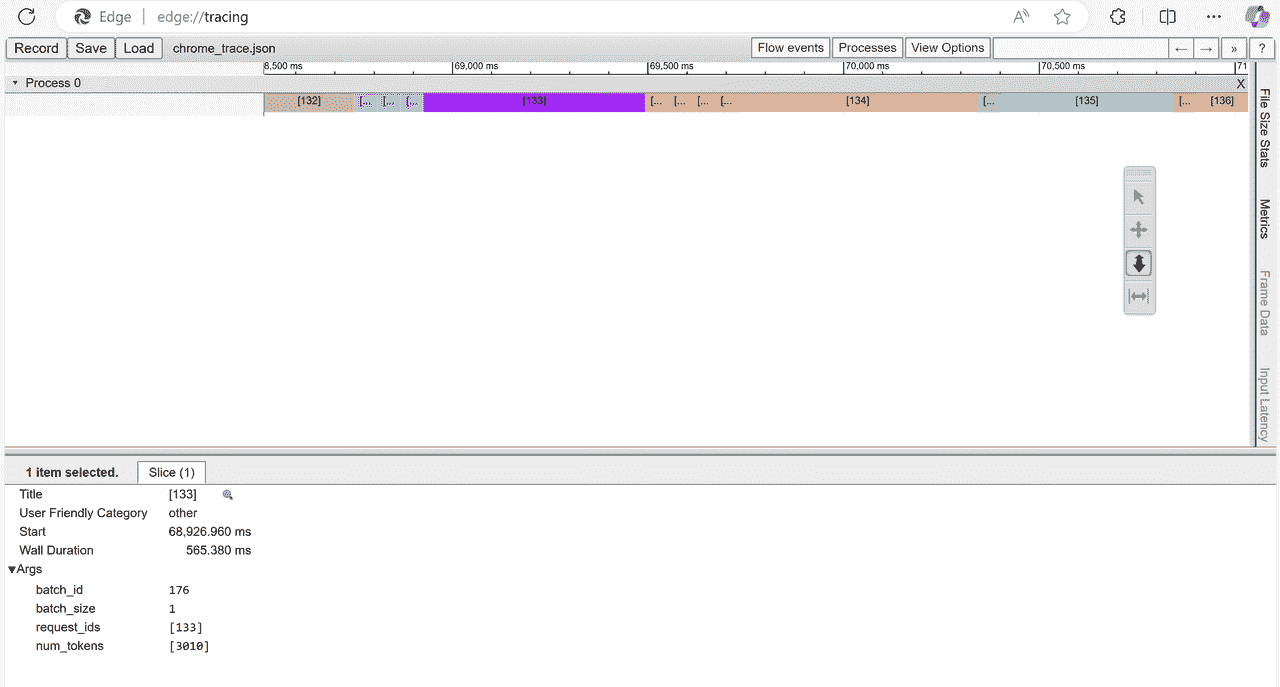 Edge edge://tracing A
Record Save Load chrome_trace.json Flow events Processes View Options ← → » ?
8,500 ms 69,000 ms 69,500 ms 70,000 ms 70,500 ms 71
Process 0 X
[132] [... [... [... [133] [... [... [... [... [134] [... [135] [... [136]
File Size Stats
Metrics
Frame Data
Input Latency
1 item selected. Slice (1)
Title [133]
User Friendly Category other
Start 68,926.960 ms
Wall Duration 565.380 ms
Args
batch_id 176
batch_size 1
request_ids [133]
num_tokens [3010]